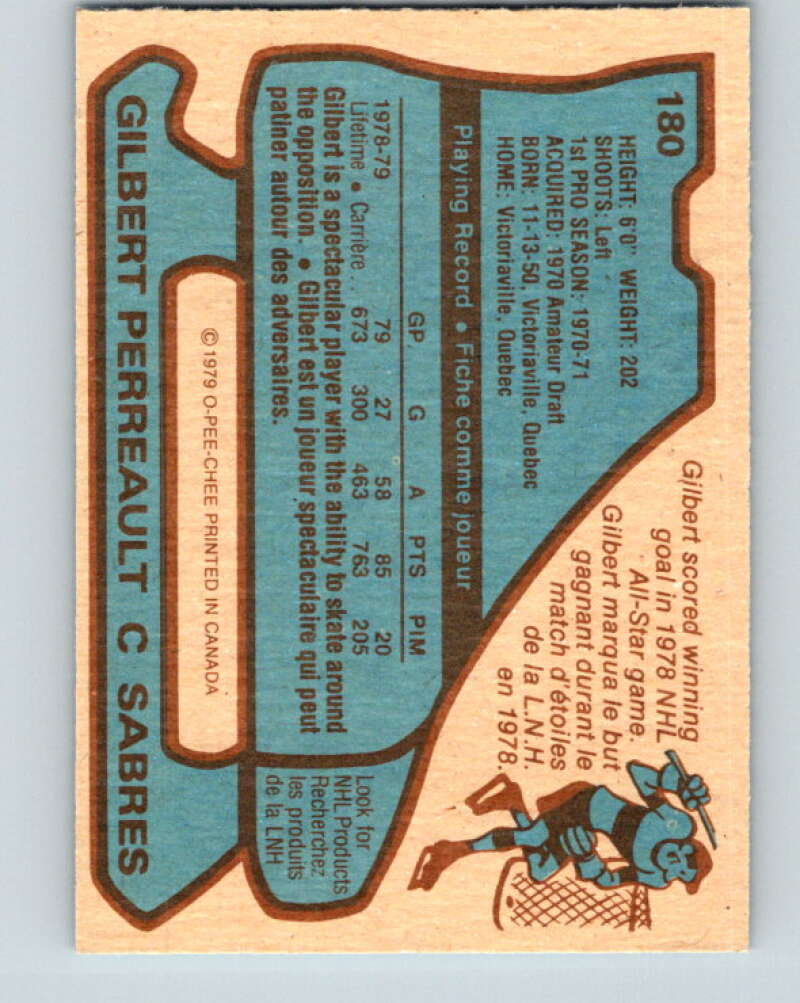 180
HEIGHT: 6'0" WEIGHT: 202
SHOOTS: Left
1st PRO SEASON: 1970-71
ACQUIRED: 1970 Amateur Draft
BORN: 11-13-50, Victoriaville, Quebec
HOME: Victoriaville, Quebec
Gilbert scored winning
goal in 1978 NHL
All-Star game.
Gilbert marqua le but
gagnant durant le
match d'étoiles
de la L.N.H.
en 1978.
Playing Record • Fiche comme joueur
GP G A PTS PIM
1978-79 79 27 58 85 20
Lifetime • Carrière... 673 300 463 763 205
Gilbert is a spectacular player with the ability to skate around
the opposition. • Gilbert est un joueur spectaculaire qui peut
patiner autour des adversaires.
Look for
NHL Products
Recherchez
les produits
de la LNH
© 1979 O-PEE-CHEE PRINTED IN CANADA
GILBERT PERREAULT C SABRES